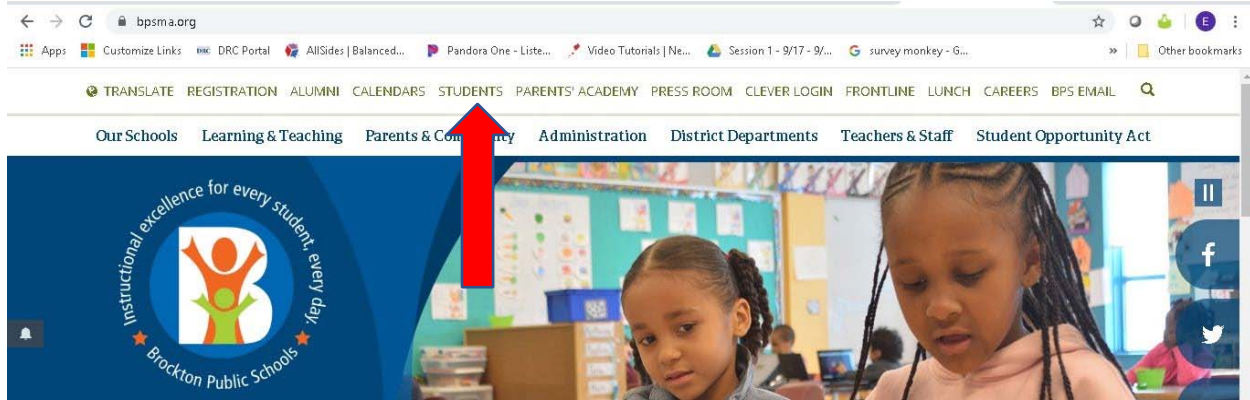 bpsma.org
E
Apps Customize Links DRC DRC Portal AllSides | Balanced... Pandora One - Liste... Video Tutorials | Ne... Session 1 - 9/17 - 9/... G survey monkey - G... » Other bookmarks
TRANSLATE REGISTRATION ALUMNI CALENDARS STUDENTS PARENTS' ACADEMY PRESS ROOM CLEVER LOGIN FRONTLINE LUNCH CAREERS BPS EMAIL
Our Schools Learning & Teaching Parents & Com ity Administration District Departments Teachers & Staff Student Opportunity Act
Instructional excellence for every student, every day.
B
Brockton Public Schools
f